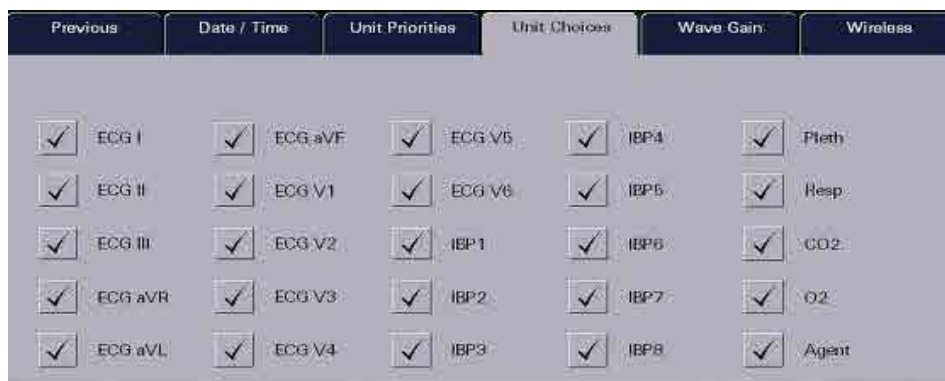 Previous Date / Time Unit Priorities Unit Choices Wave Gain Wireless
ECG I ECG aVF ECG V5 IBP4 Pleth
ECG II ECG V1 ECG V6 IBP5 Resp
ECG III ECG V2 IBP1 IBP6 CO2
ECG aVR ECG V3 IBP2 IBP7 O2
ECG aVL ECG V4 IBP3 IBP8 Agent